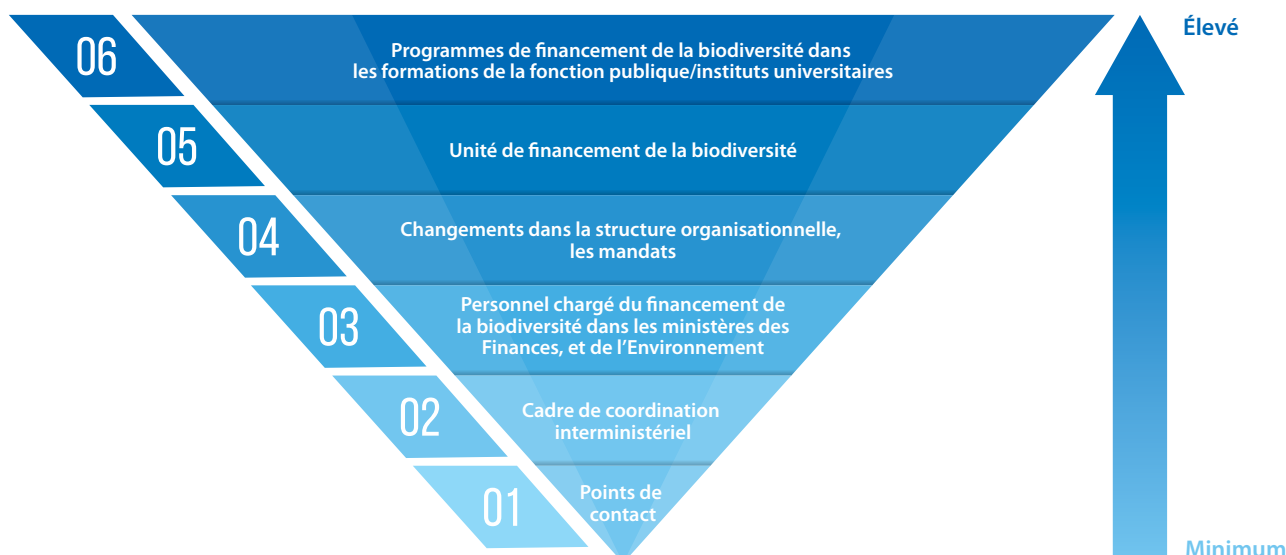 06
Programmes de financement de la biodiversité dans
les formations de la fonction publique/instituts universitaires
Élevé
05
Unité de financement de la biodiversité
04
Changements dans la structure organisationnelle,
les mandats
03
Personnel chargé du financement de
la biodiversité dans les ministères des
Finances, et de l’Environnement
02
Cadre de coordination
interministériel
01
Points de
contact
Minimum